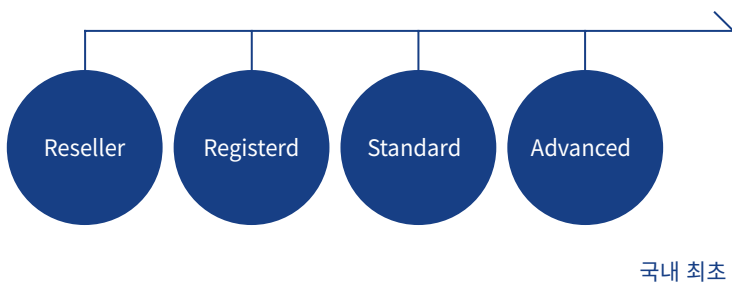 Reseller
Registerd
Standard
Advanced
국내 최초